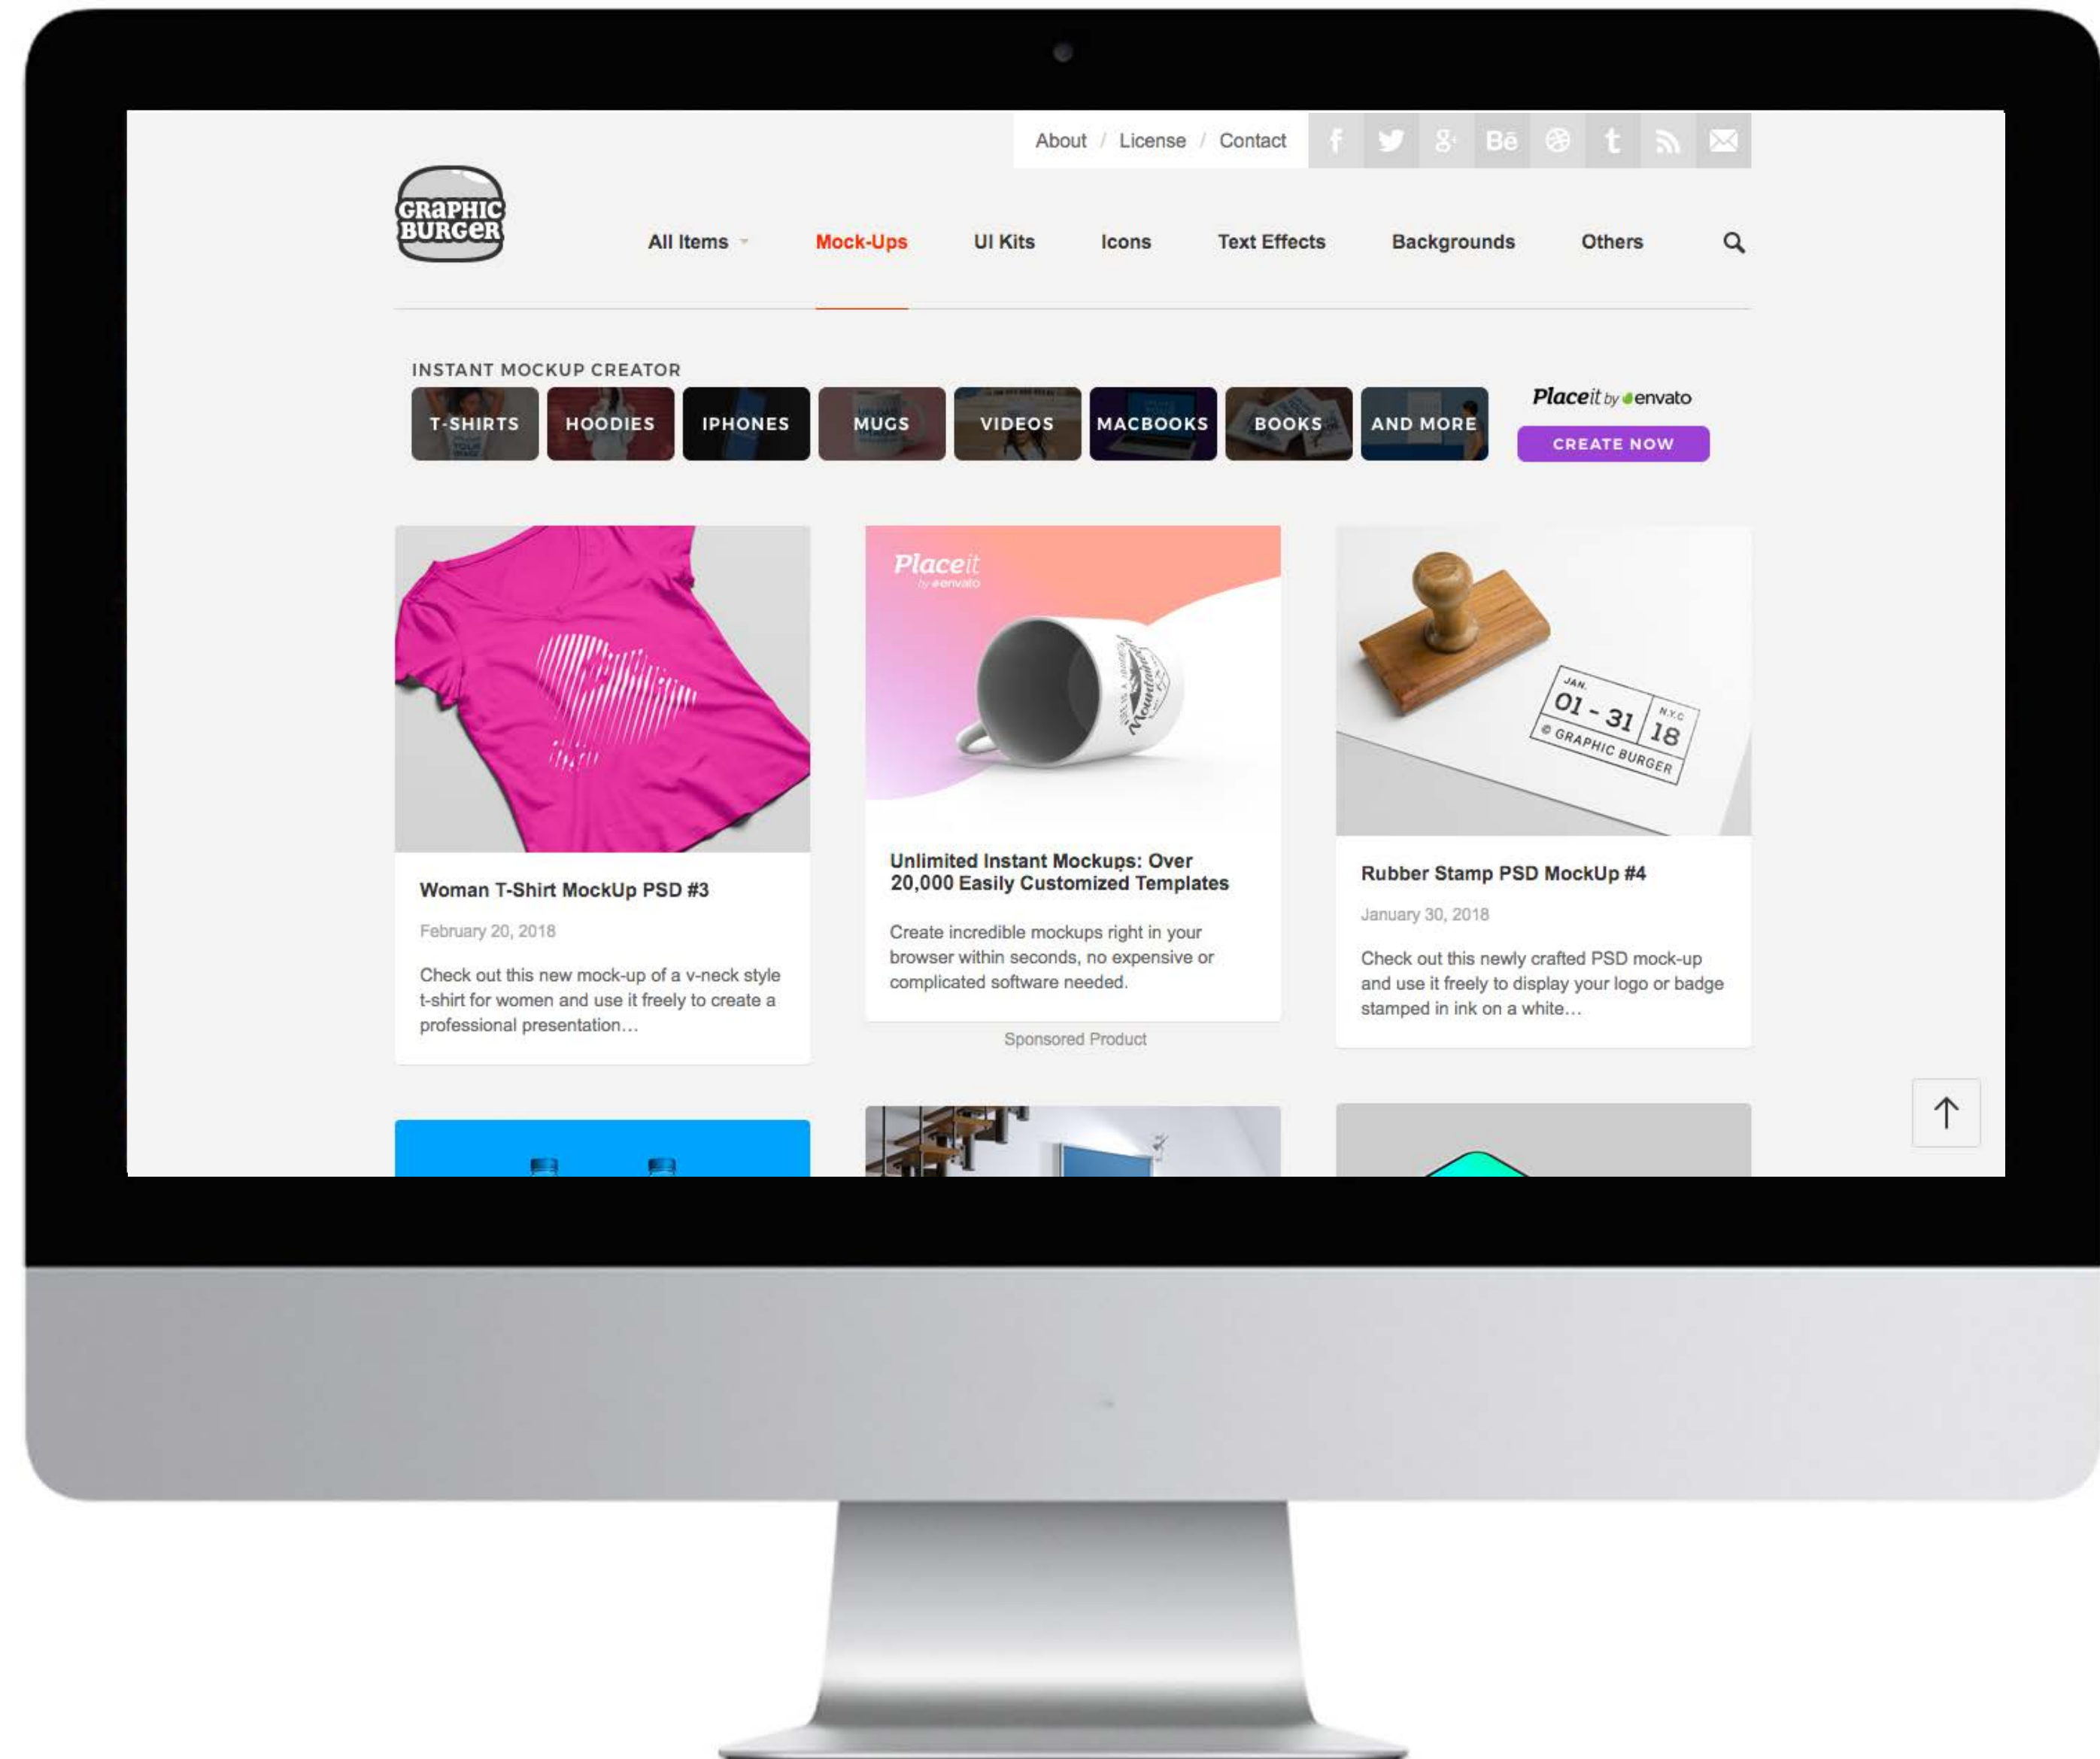 About / License / Contact
GRAPHIC
BURGER
All Items
Mock-Ups
UI Kits
Icons
Text Effects
Backgrounds
Others
INSTANT MOCKUP CREATOR
T-SHIRTS
HOODIES
IPHONES
MUGS
VIDEOS
MACBOOKS
BOOKS
AND MORE
Placeit by envato
CREATE NOW
Placeit
by envato
Mountain
JAN.
01 - 31
N.Y.C
18
© GRAPHIC BURGER
Woman T-Shirt MockUp PSD #3
February 20, 2018
Check out this new mock-up of a v-neck style
t-shirt for women and use it freely to create a
professional presentation…
Unlimited Instant Mockups: Over
20,000 Easily Customized Templates
Create incredible mockups right in your
browser within seconds, no expensive or
complicated software needed.
Sponsored Product
Rubber Stamp PSD MockUp #4
January 30, 2018
Check out this newly crafted PSD mock-up
and use it freely to display your logo or badge
stamped in ink on a white…